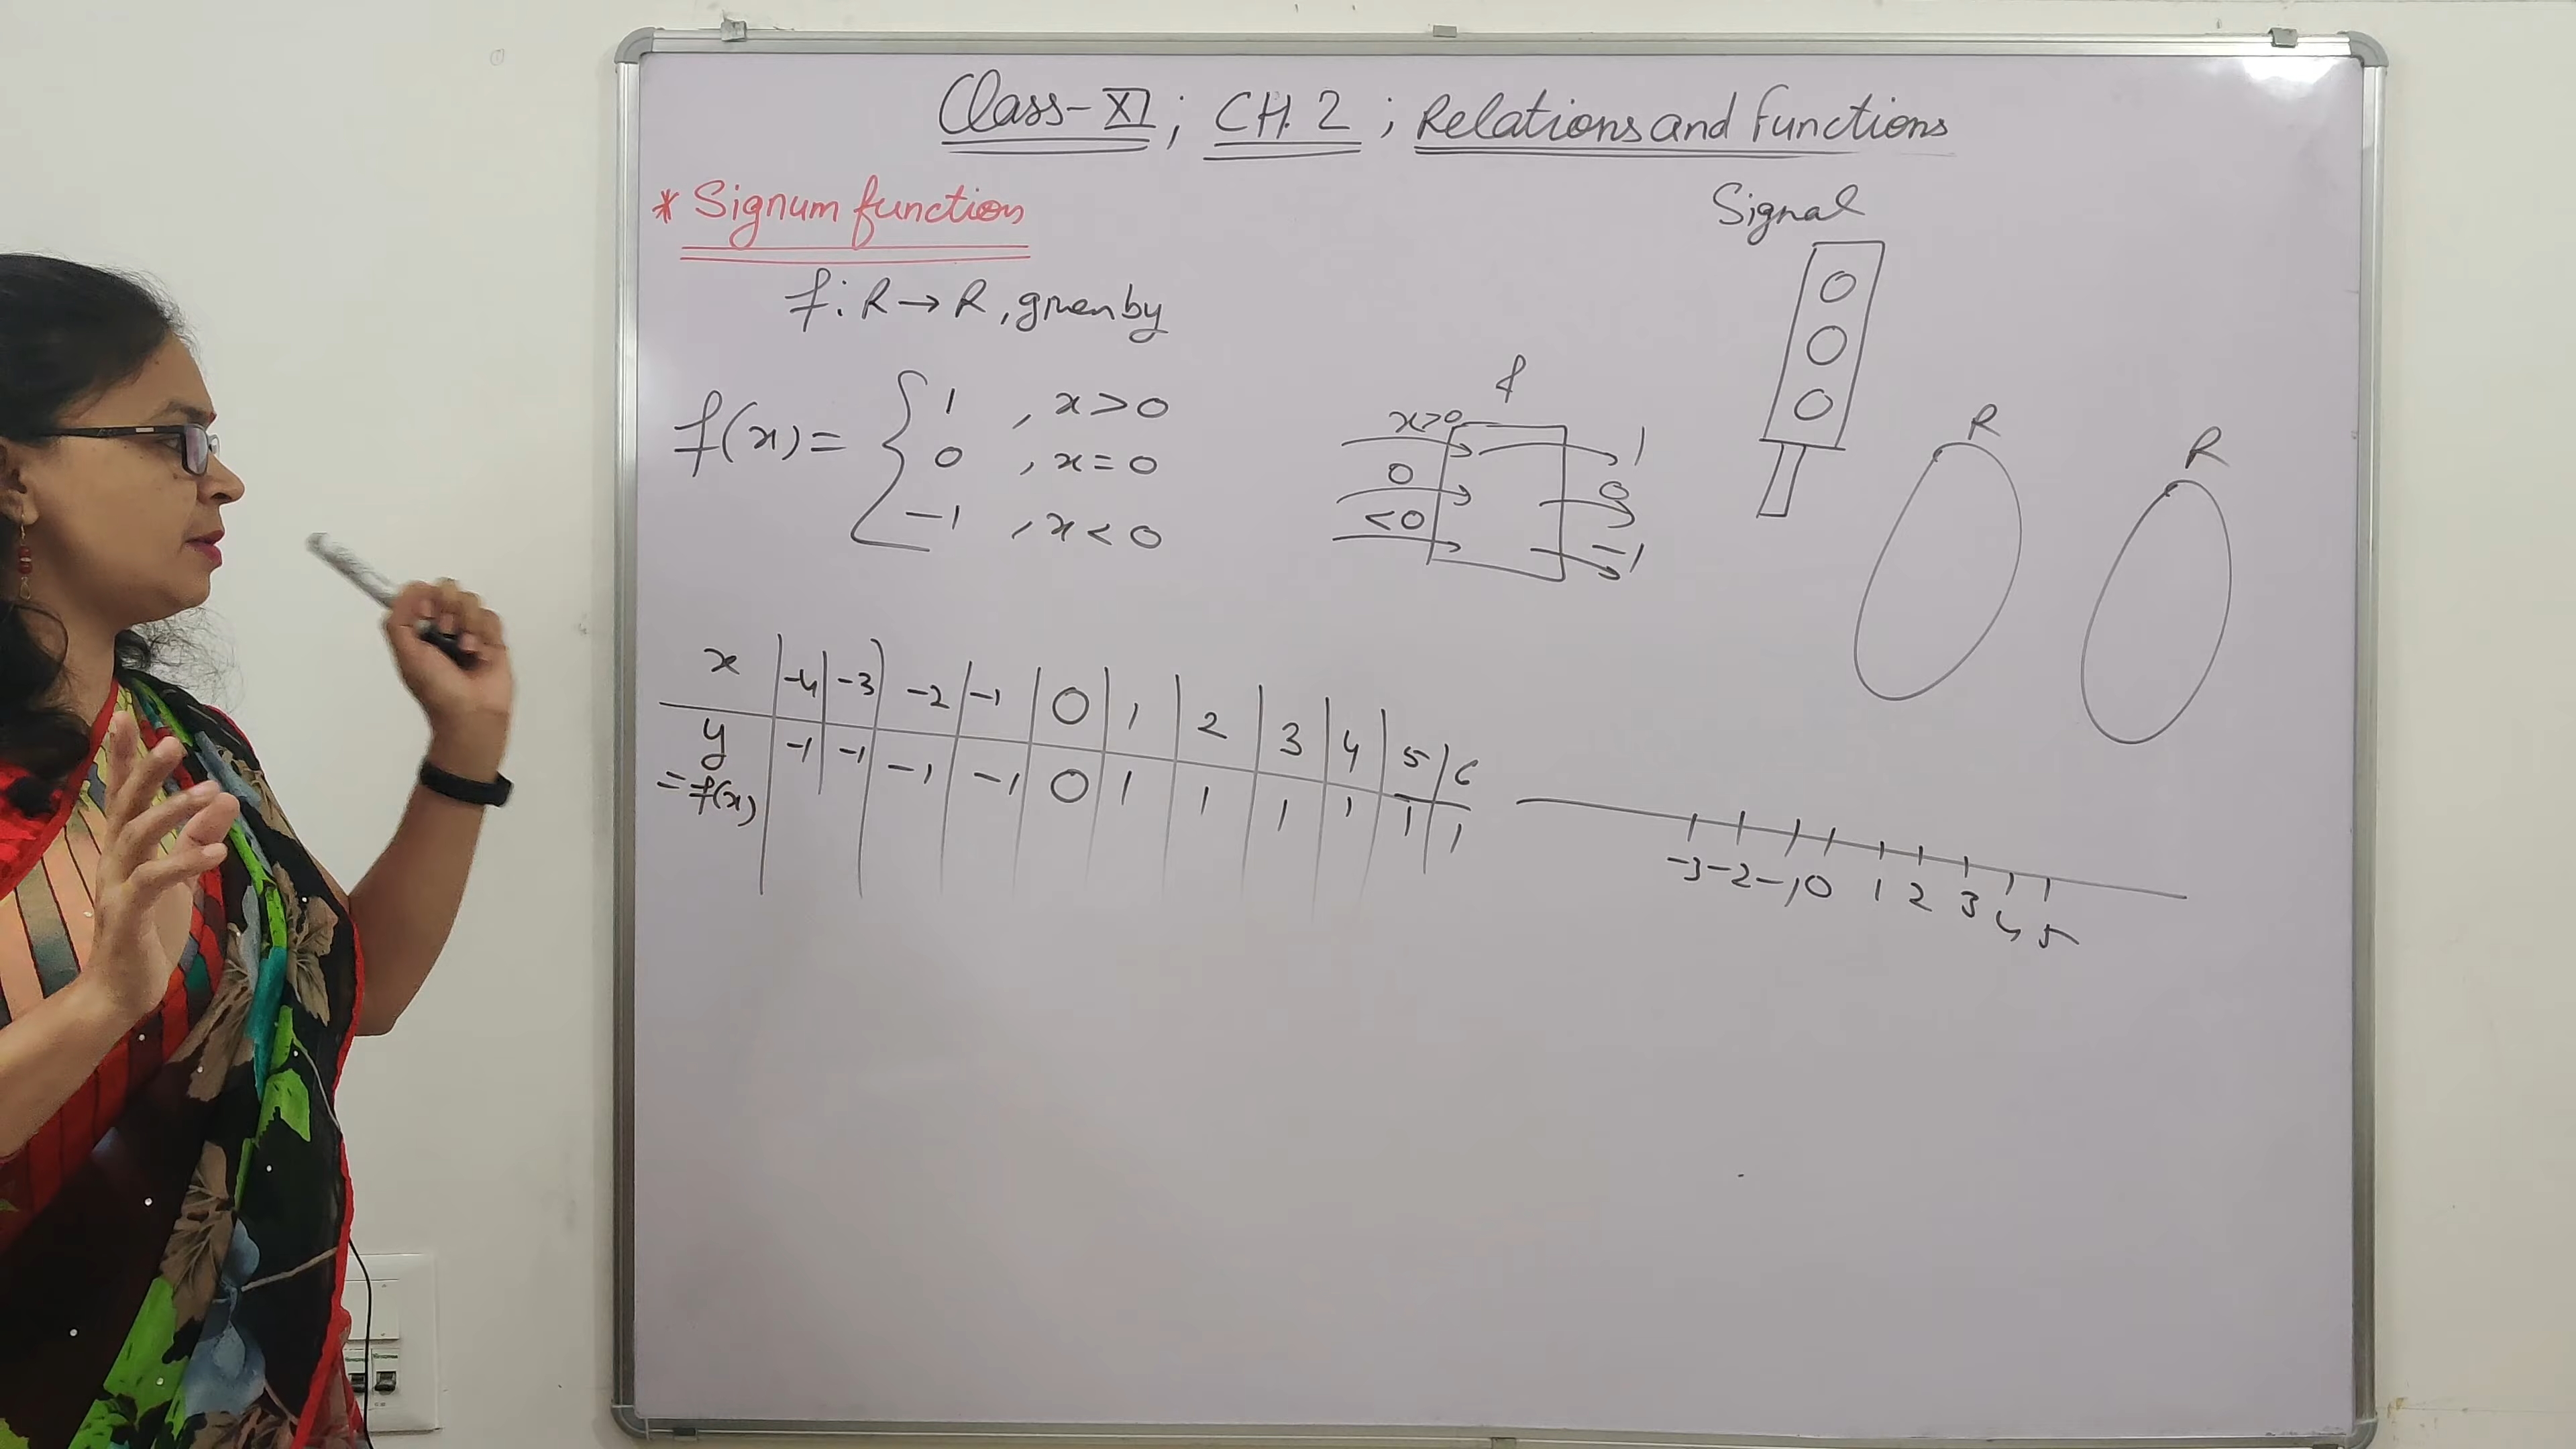 Class-XI ; CH. 2 ; Relations and Functions
* Signum function
Signal
f: R → R, given by
f(x) = { 1 , x > 0
0 , x = 0
-1 , x < 0
f
x>0 1
0 0
<0 -1
R R
x | -4 | -3 | -2 | -1 | 0 | 1 | 2 | 3 | 4 | 5 | 6
y = f(x) | -1 | -1 | -1 | -1 | 0 | 1 | 1 | 1 | 1 | 1 | 1
-3 -2 -1 0 1 2 3 4 5